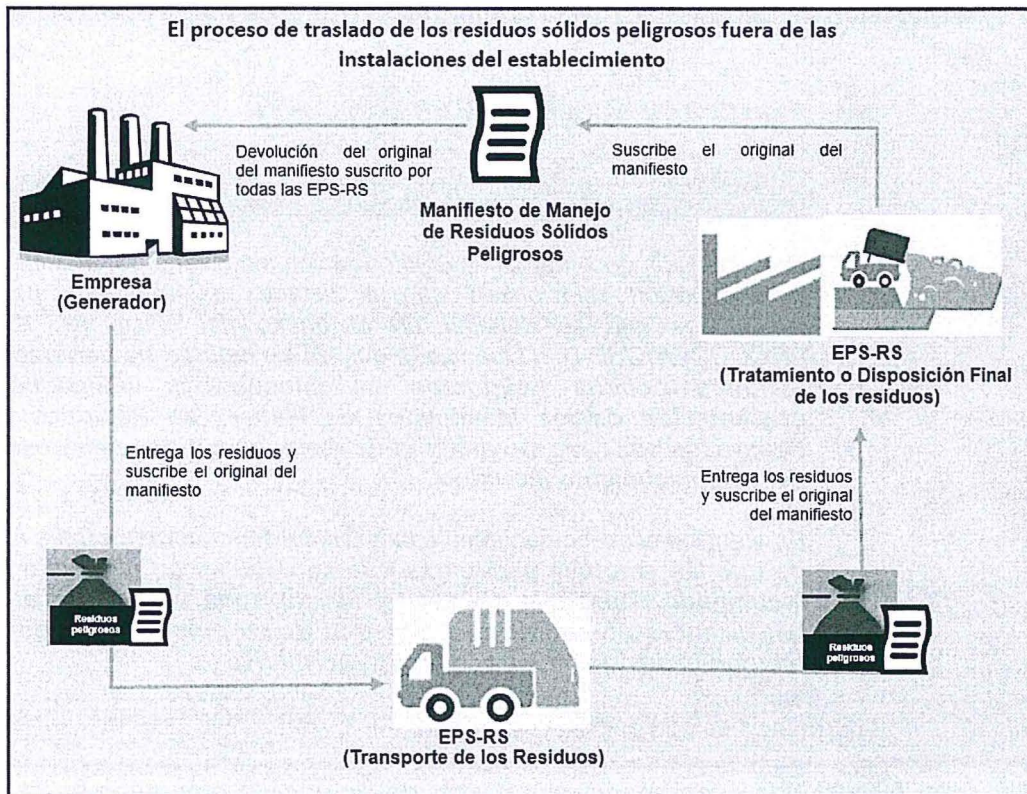 El proceso de traslado de los residuos sólidos peligrosos fuera de las
Instalaciones del establecimiento
Devolución del original
del manifiesto suscrito por
todas las EPS-RS
Suscribe el original del
manifiesto
Manifiesto de Manejo
de Residuos Sólidos
Peligrosos
Empresa
(Generador)
EPS-RS
(Tratamiento o Disposición Final
de los residuos)
Entrega los residuos y
suscribe el original del
manifiesto
Entrega los residuos
y suscribe el original
del manifiesto
Residuos
peligrosos
Residuos
peligrosos
EPS-RS
(Transporte de los Residuos)